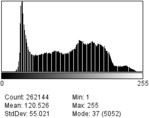 0 255
Count: 262144 Min: 1
Mean: 120.526 Max: 255
StdDev: 55.021 Mode: 37 (5052)